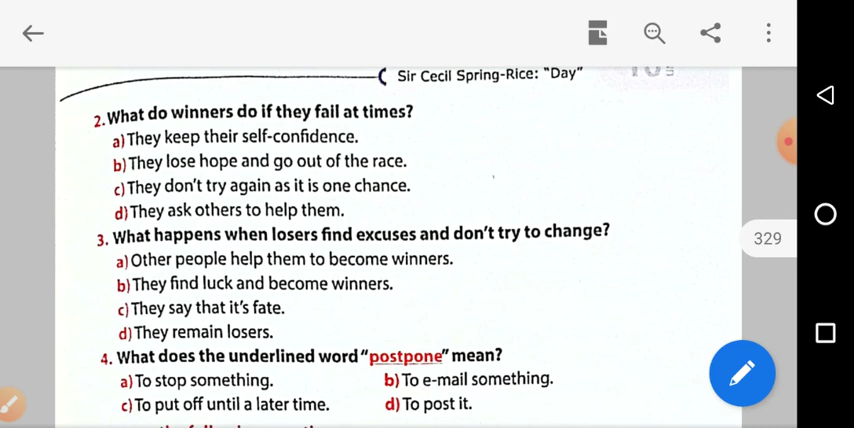 Sir Cecil Spring-Rice: "Day"
2. What do winners do if they fail at times?
a) They keep their self-confidence.
b) They lose hope and go out of the race.
c) They don't try again as it is one chance.
d) They ask others to help them.
3. What happens when losers find excuses and don't try to change?
a) Other people help them to become winners.
b) They find luck and become winners.
c) They say that it's fate.
d) They remain losers.
329
4. What does the underlined word "postpone" mean?
a) To stop something. b) To e-mail something.
c) To put off until a later time. d) To post it.